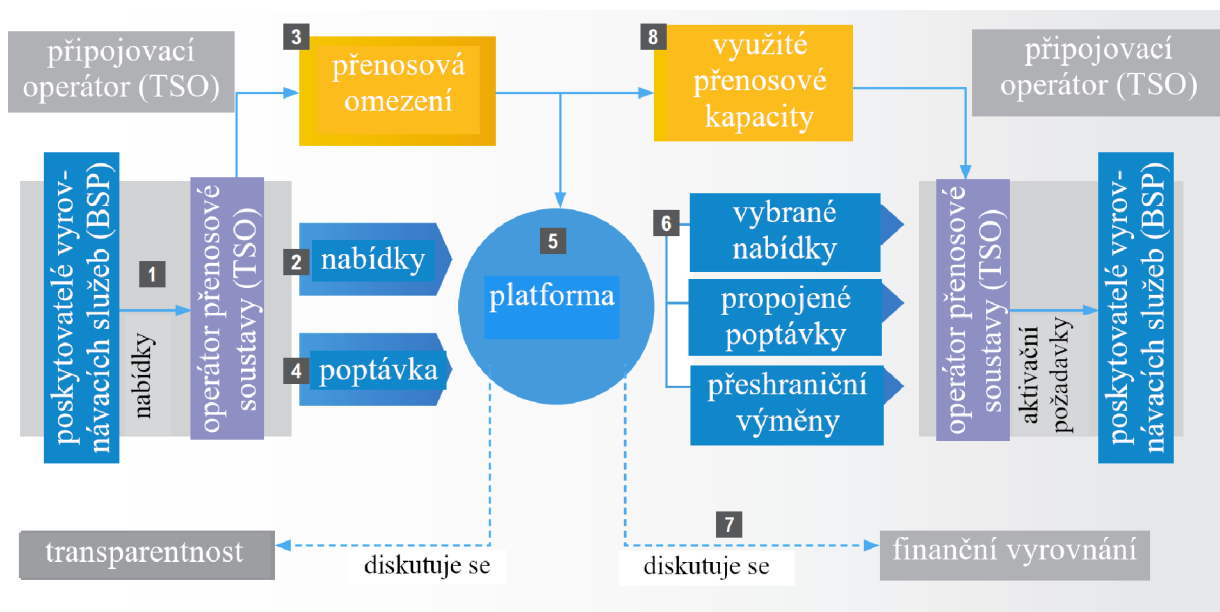 připojovací
operátor (TSO)
3
přenosová
omezení
8
využité
přenosové
kapacity
připojovací
operátor (TSO)
poskytovatelé vyrov-
návacích služeb (BSP)
1
nabídky
operátor přenosové
soustavy (TSO)
2
nabídky
4
poptávka
5
platforma
6
vybrané
nabídky
propojené
poptávky
přeshraniční
výměny
operátor přenosové
soustavy (TSO)
aktivační
požadavky
poskytovatelé vyrov-
návacích služeb (BSP)
transparentnost
diskutuje se
7
diskutuje se
finanční vyrovnání